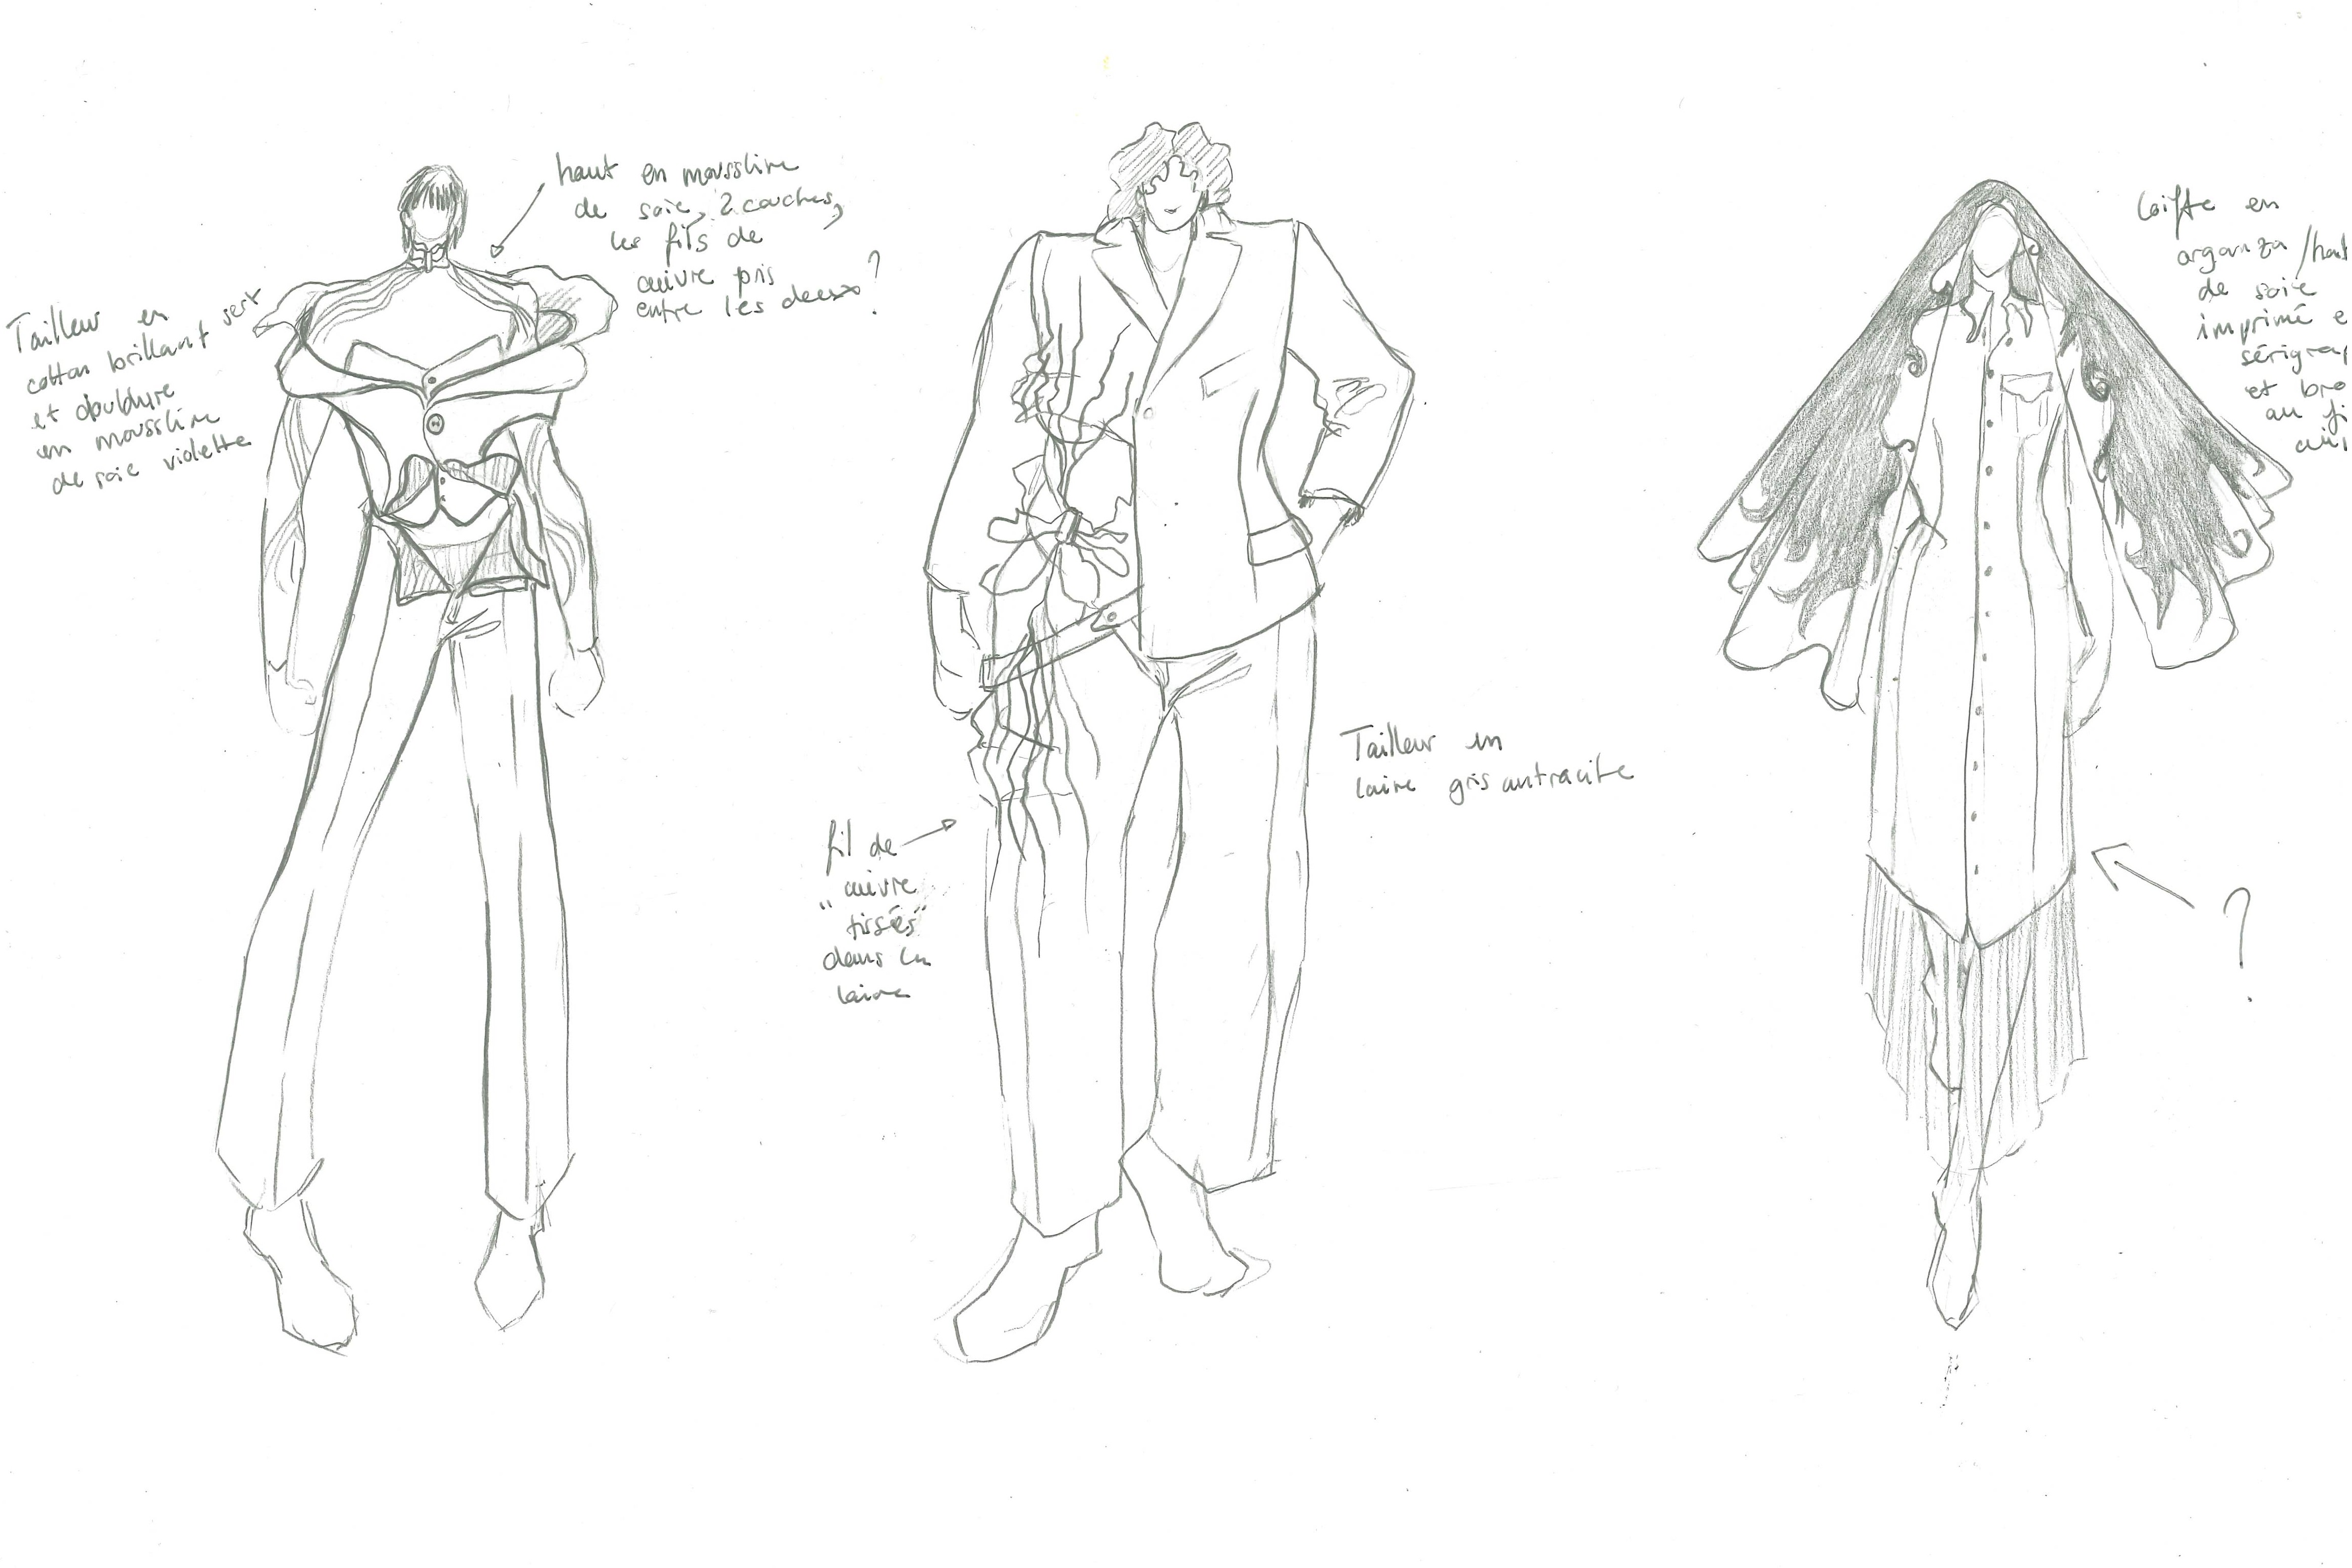 haut en mousseline
de soie, 2 couches,
les fils de
cuivre pris
entre les deux ?
Tailleur en
cotton brillant vert
et doublure
en mousseline
de soie violette
fil de
cuivre
"tissés"
dans la
laine
Tailleur en
laine gris antracite
Coiffe en
organza /
de soie
imprimé
et
au
?